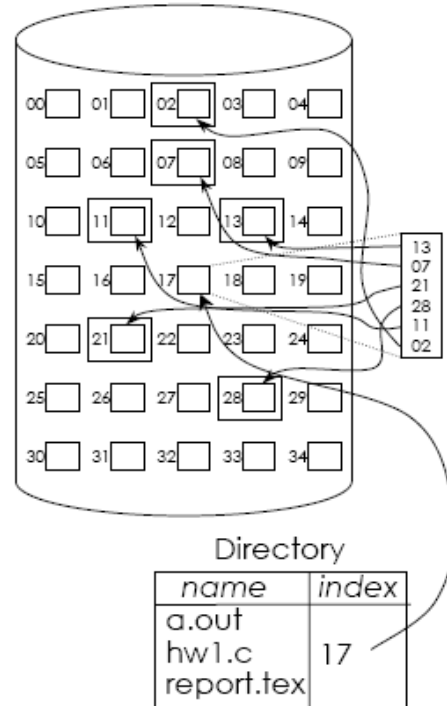 00 01 02 03 04
05 06 07 08 09
10 11 12 13 14
15 16 17 18 19
20 21 22 23 24
25 26 27 28 29
30 31 32 33 34
13
07
21
28
11
02
Directory
name index
a.out
hw1.c 17
report.tex